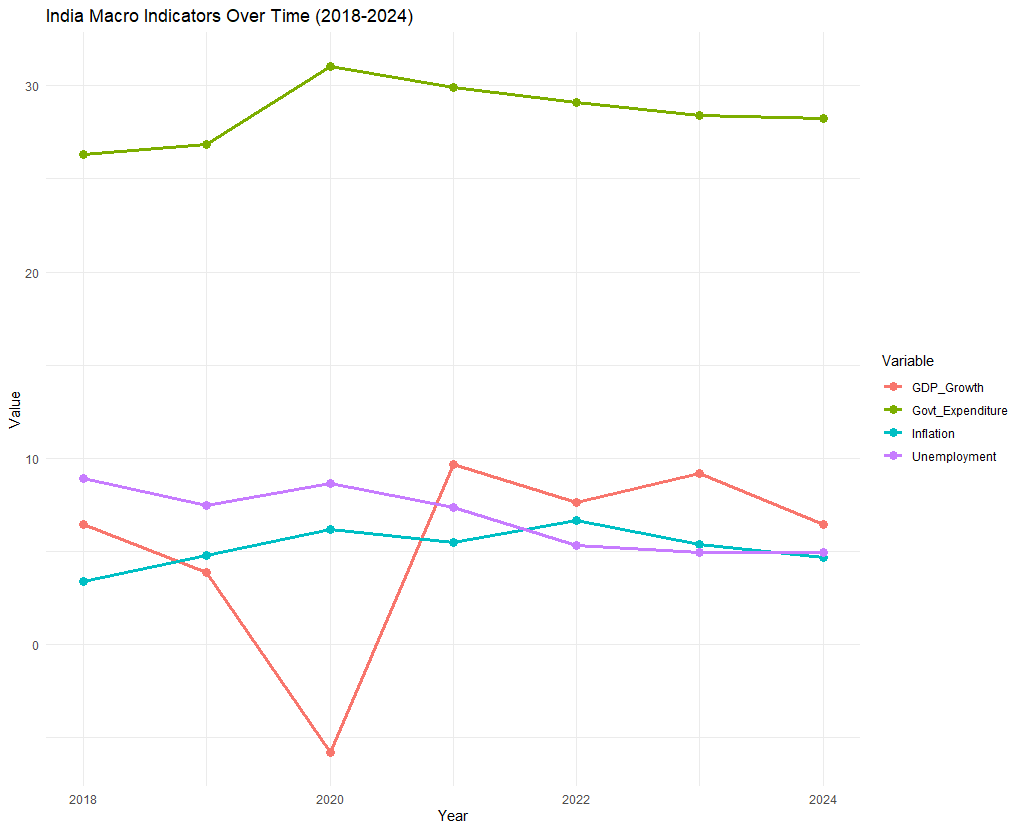 India Macro Indicators Over Time (2018-2024)
30
20
10
0
Value
2018
2020
2022
2024
Year
Variable
GDP_Growth
Govt_Expenditure
Inflation
Unemployment